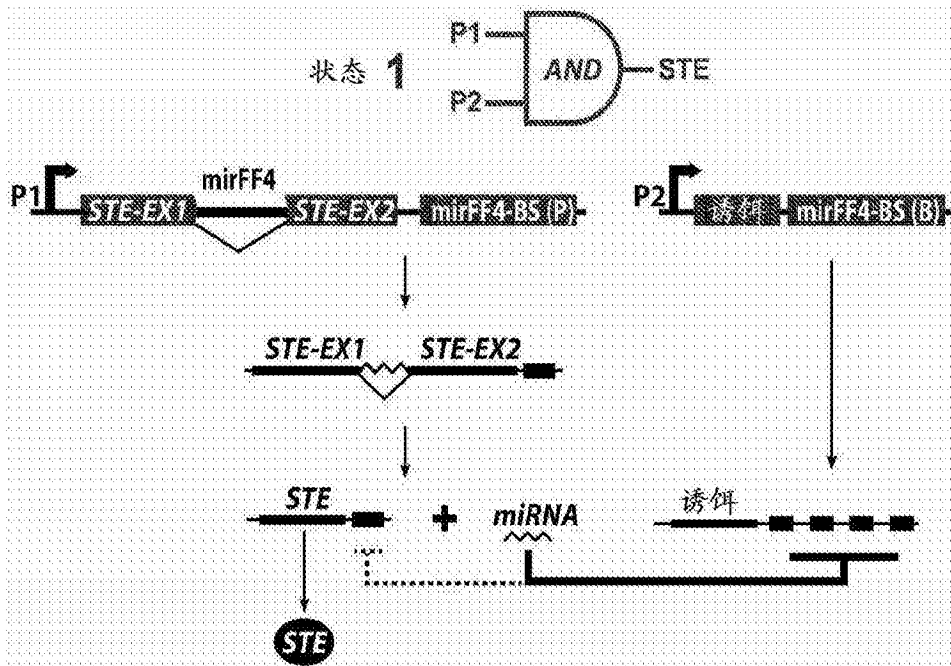 P1
状态 1
AND
STE
P2
mirFF4
P1
STE-EX1
STE-EX2
mirFF4-BS (P)
P2
诱饵
mirFF4-BS (B)
STE-EX1
STE-EX2
STE
+
miRNA
诱饵
STE